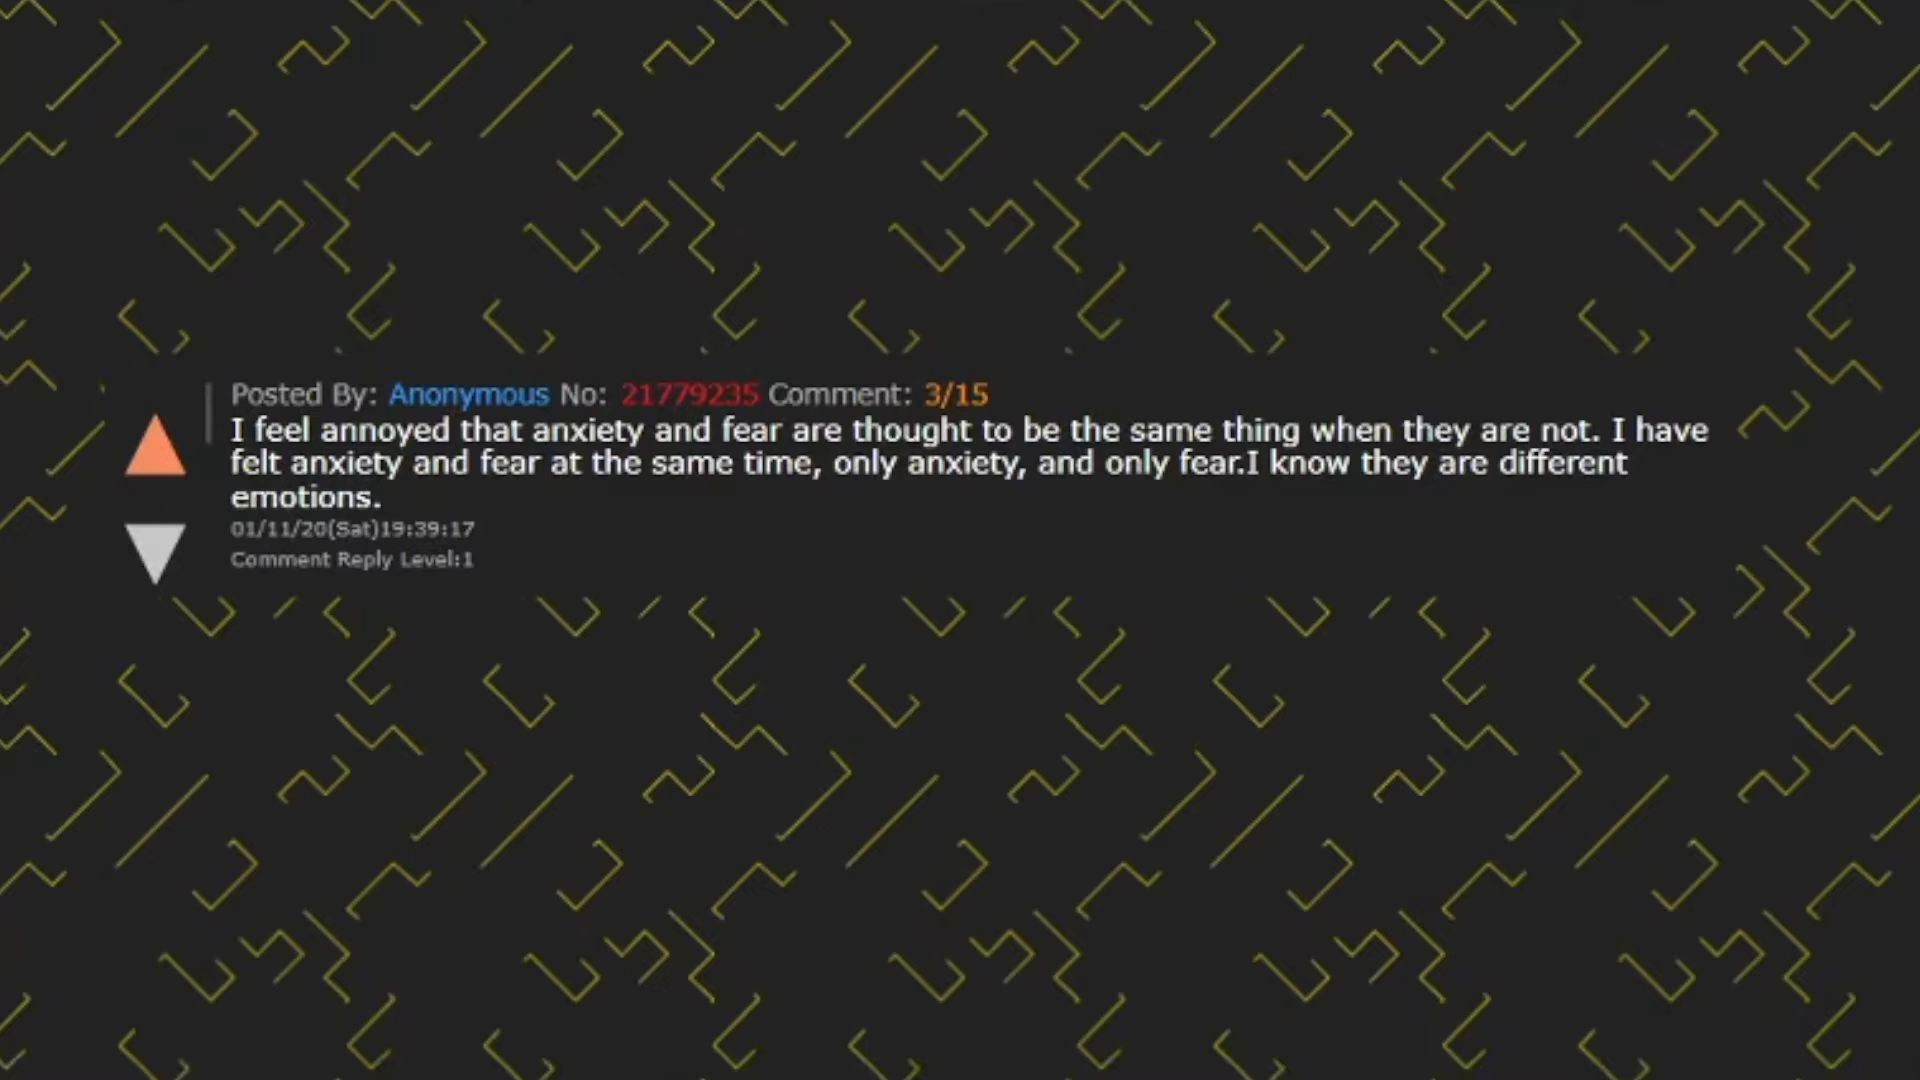 Posted By: Anonymous No: 21779235 Comment: 3/15
I feel annoyed that anxiety and fear are thought to be the same thing when they are not. I have
felt anxiety and fear at the same time, only anxiety, and only fear.I know they are different
emotions.
01/11/20(Sat)19:39:17
Comment Reply Level:1